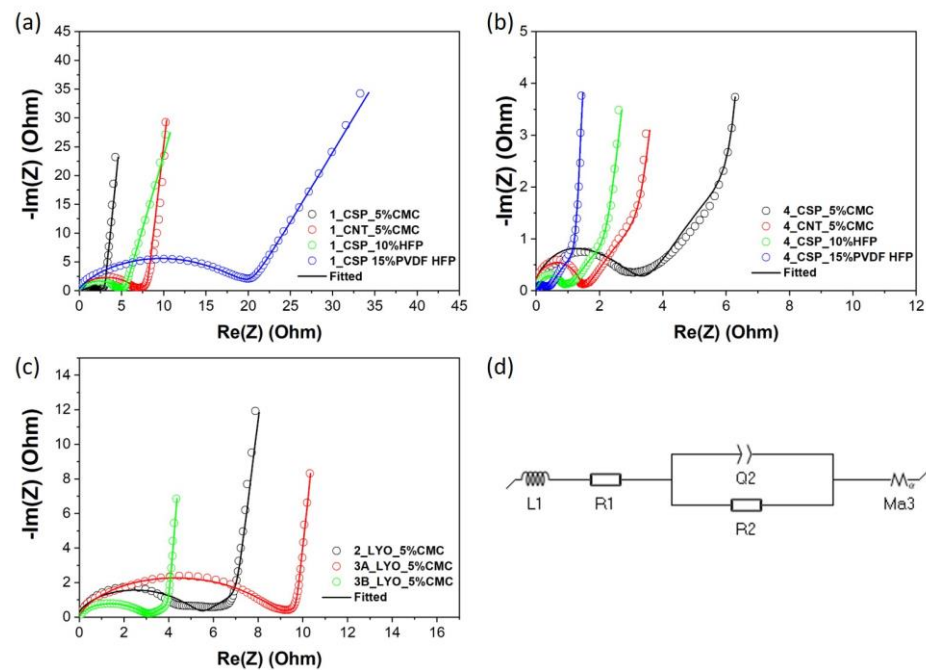 (a)
-Im(Z) (Ohm)
45
40
35
30
25
20
15
10
5
0
1_CSP_5%CMC
1_CNT_5%CMC
1_CSP_10%HFP
1_CSP 15%PVDF HFP
Fitted
0 5 10 15 20 25 30 35 40 45
Re(Z) (Ohm)
(b)
-Im(Z) (Ohm)
5
4
3
2
1
0
4_CSP_5%CMC
4_CNT_5%CMC
4_CSP_10%HFP
4_CSP_15%PVDF HFP
Fitted
0 2 4 6 8 10 12
Re(Z) (Ohm)
(c)
-Im(Z) (Ohm)
14
12
10
8
6
4
2
0
2_LYO_5%CMC
3A_LYO_5%CMC
3B_LYO_5%CMC
Fitted
0 2 4 6 8 10 12 14 16
Re(Z) (Ohm)
(d)
L1
R1
Q2
R2
Ma3
α